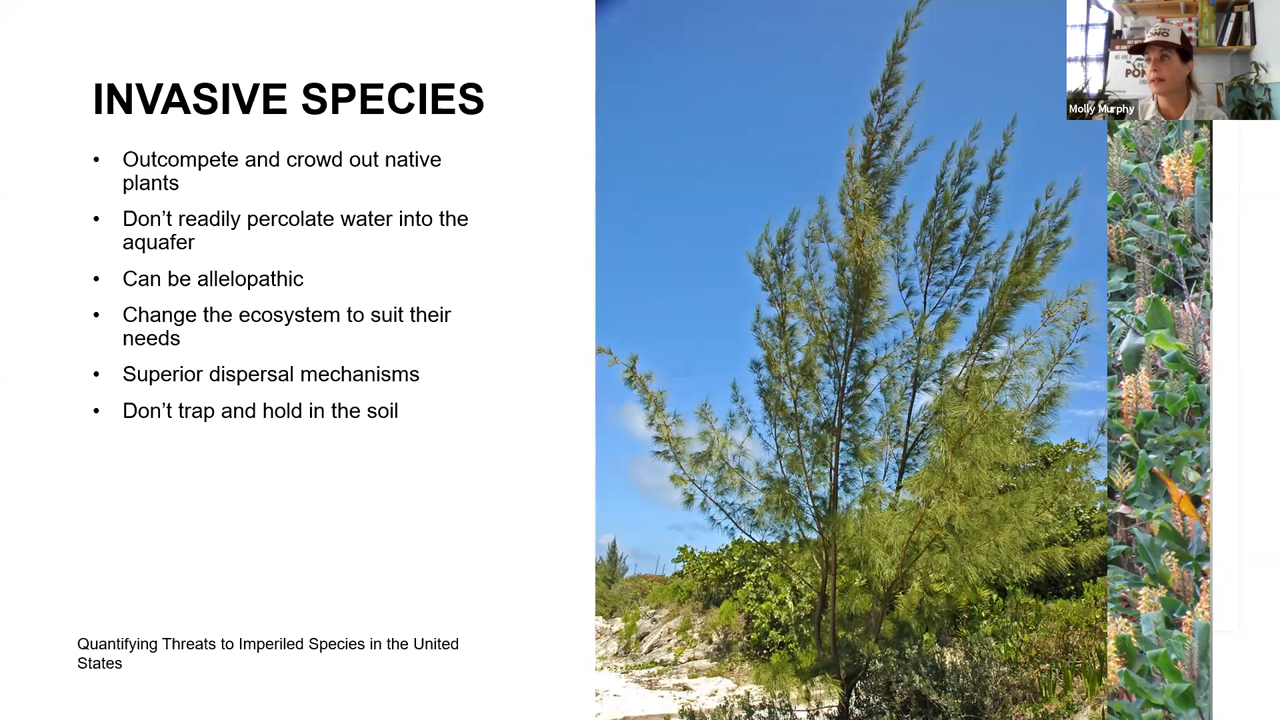 INVASIVE SPECIES
• Outcompete and crowd out native
plants
• Don’t readily percolate water into the
aquafer
• Can be allelopathic
• Change the ecosystem to suit their
needs
• Superior dispersal mechanisms
• Don’t trap and hold in the soil
Quantifying Threats to Imperiled Species in the United
States
Molly Murphy